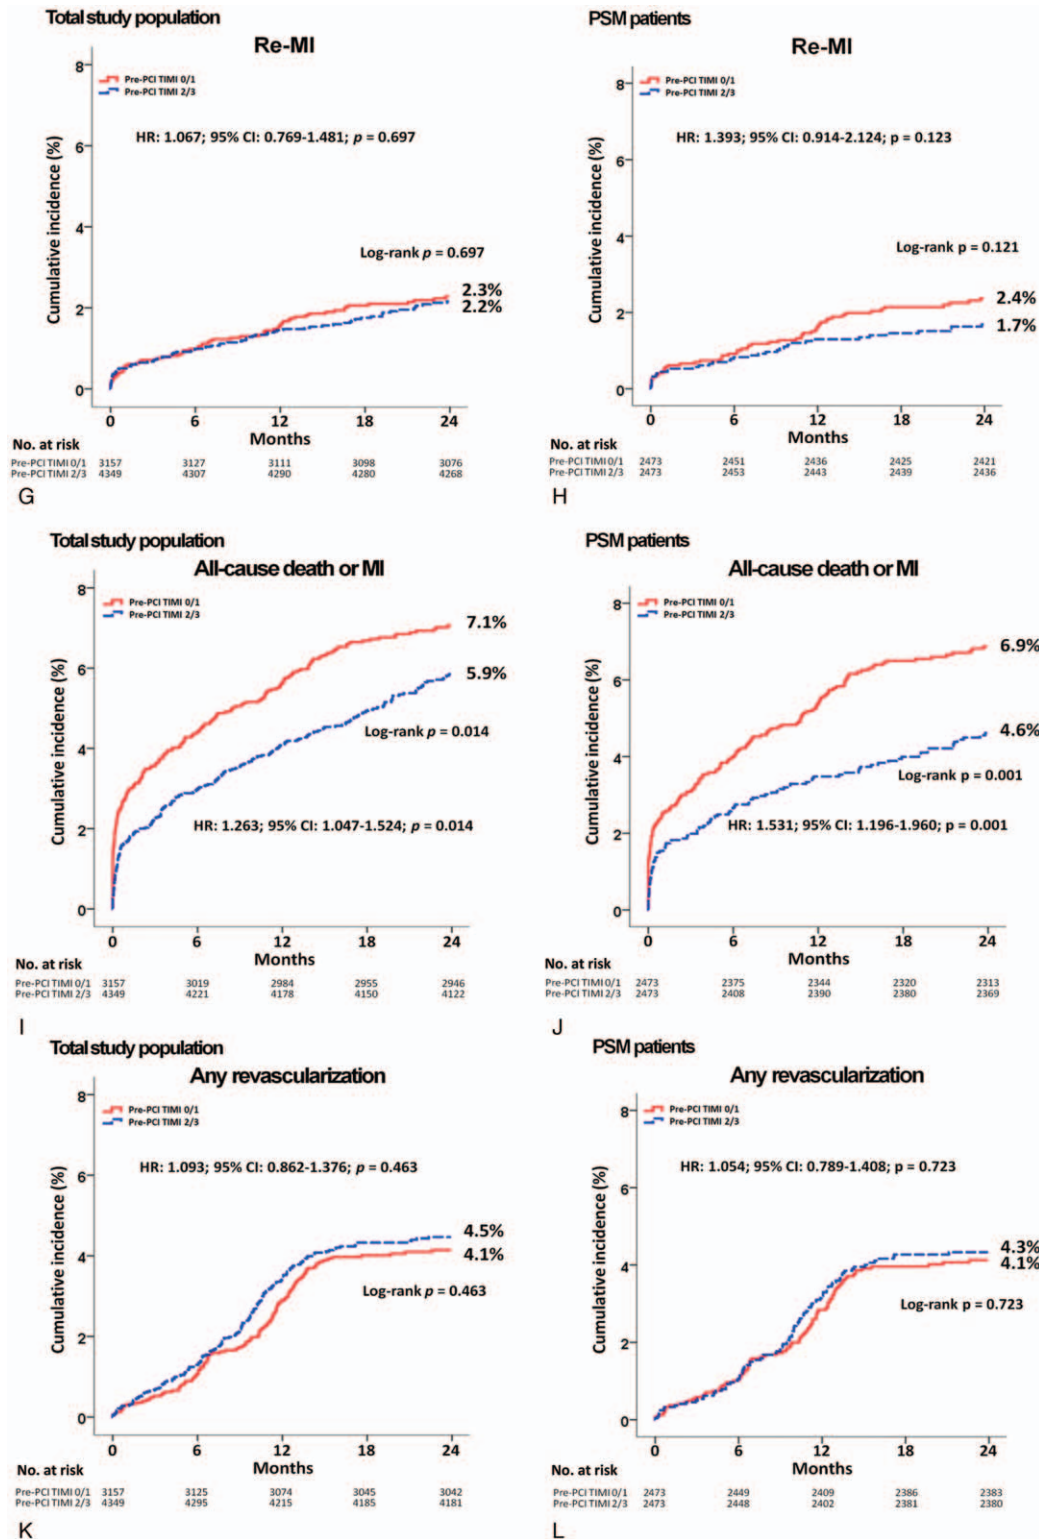 Total study population
Re-MI
8
Pre-PCI TIMI 0/1
Pre-PCI TIMI 2/3
HR: 1.067; 95% CI: 0.769-1.481; p = 0.697
6
Cumulative incidence (%)
4
Log-rank p = 0.697
2.3%
2.2%
2
0
0 6 12 18 24
Months
No. at risk
Pre-PCI TIMI 0/1 3157 3127 3111 3098 3076
Pre-PCI TIMI 2/3 4349 4307 4290 4280 4268
G
PSM patients
Re-MI
8
Pre-PCI TIMI 0/1
Pre-PCI TIMI 2/3
HR: 1.393; 95% CI: 0.914-2.124; p = 0.123
6
Cumulative incidence (%)
4
Log-rank p = 0.121
2.4%
1.7%
2
0
0 6 12 18 24
Months
No. at risk
Pre-PCI TIMI 0/1 2473 2451 2436 2425 2421
Pre-PCI TIMI 2/3 2473 2453 2443 2439 2436
H
Total study population
All-cause death or MI
8
Pre-PCI TIMI 0/1
Pre-PCI TIMI 2/3
7.1%
6
5.9%
Cumulative incidence (%)
Log-rank p = 0.014
4
HR: 1.263; 95% CI: 1.047-1.524; p = 0.014
2
0
0 6 12 18 24
Months
No. at risk
Pre-PCI TIMI 0/1 3157 3019 2984 2955 2946
Pre-PCI TIMI 2/3 4349 4221 4178 4150 4122
I
PSM patients
All-cause death or MI
8
Pre-PCI TIMI 0/1
Pre-PCI TIMI 2/3
6.9%
6
Cumulative incidence (%)
4.6%
4
Log-rank p = 0.001
HR: 1.531; 95% CI: 1.196-1.960; p = 0.001
2
0
0 6 12 18 24
Months
No. at risk
Pre-PCI TIMI 0/1 2473 2375 2344 2320 2313
Pre-PCI TIMI 2/3 2473 2408 2390 2380 2369
J
Total study population
Any revascularization
8
Pre-PCI TIMI 0/1
Pre-PCI TIMI 2/3
HR: 1.093; 95% CI: 0.862-1.376; p = 0.463
6
Cumulative incidence (%)
4.5%
4.1%
4
Log-rank p = 0.463
2
0
0 6 12 18 24
Months
No. at risk
Pre-PCI TIMI 0/1 3157 3125 3074 3045 3042
Pre-PCI TIMI 2/3 4349 4295 4215 4185 4181
K
PSM patients
Any revascularization
8
Pre-PCI TIMI 0/1
Pre-PCI TIMI 2/3
HR: 1.054; 95% CI: 0.789-1.408; p = 0.723
6
Cumulative incidence (%)
4.3%
4.1%
4
Log-rank p = 0.723
2
0
0 6 12 18 24
Months
No. at risk
Pre-PCI TIMI 0/1 2473 2449 2409 2386 2383
Pre-PCI TIMI 2/3 2473 2448 2402 2381 2380
L